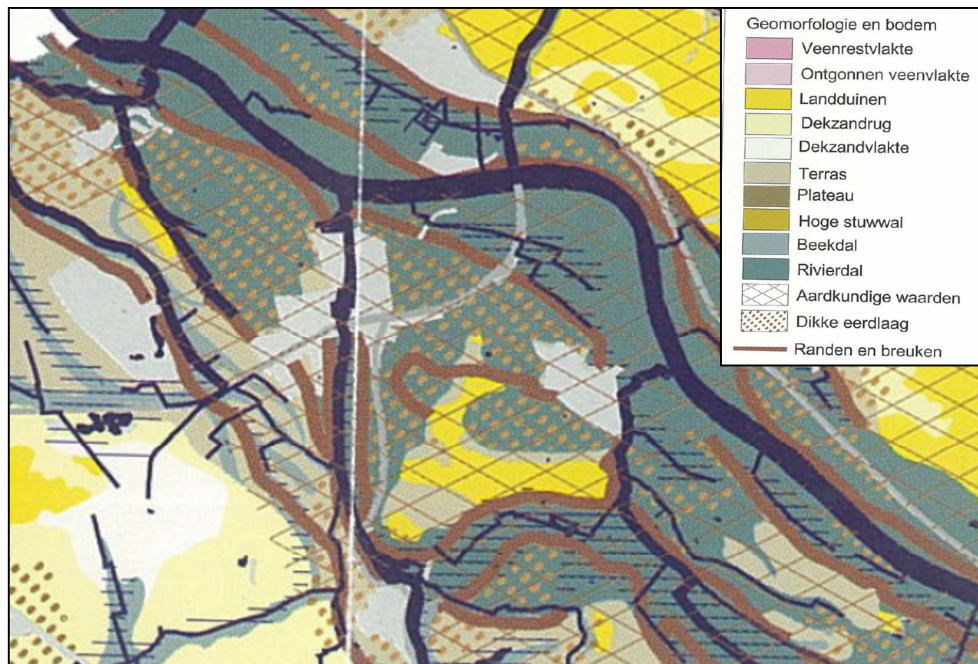 Geomorfologie en bodem
Veenrestvlakte
Ontgonnen veenvlakte
Landduinen
Dekzandrug
Dekzandvlakte
Terras
Plateau
Hoge stuwwal
Beekdal
Rivierdal
Aardkundige waarden
Dikke eerdlaag
Randen en breuken